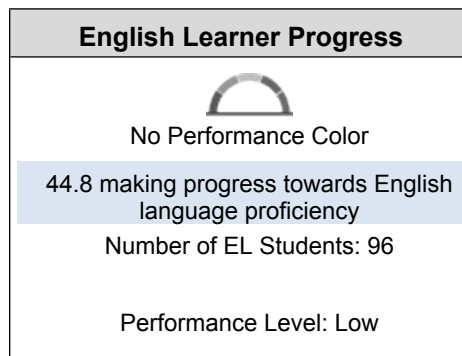 English Learner Progress
No Performance Color
44.8 making progress towards English
language proficiency
Number of EL Students: 96
Performance Level: Low